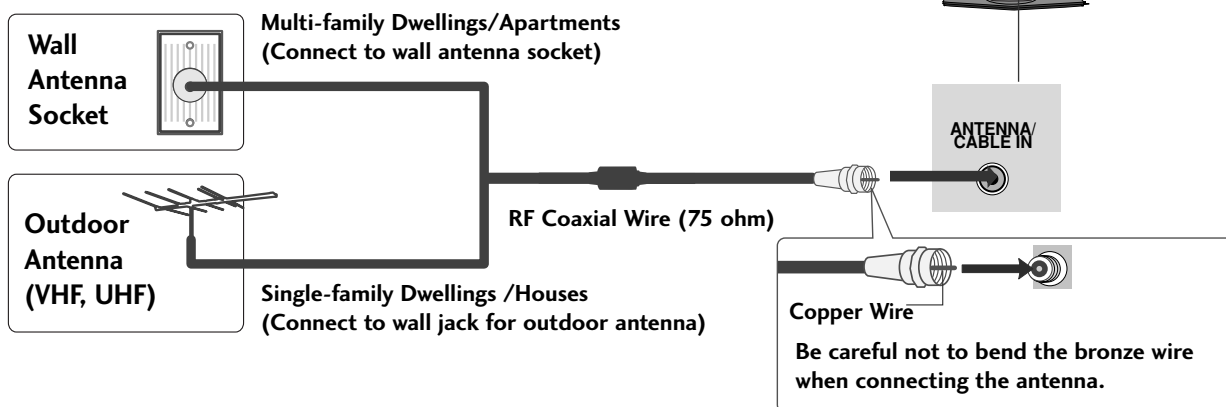 Wall
Antenna
Socket
Multi-family Dwellings/Apartments
(Connect to wall antenna socket)
ANTENNA/
CABLE IN
RF Coaxial Wire (75 ohm)
Outdoor
Antenna
(VHF, UHF)
Single-family Dwellings /Houses
(Connect to wall jack for outdoor antenna)
Copper Wire
Be careful not to bend the bronze wire
when connecting the antenna.